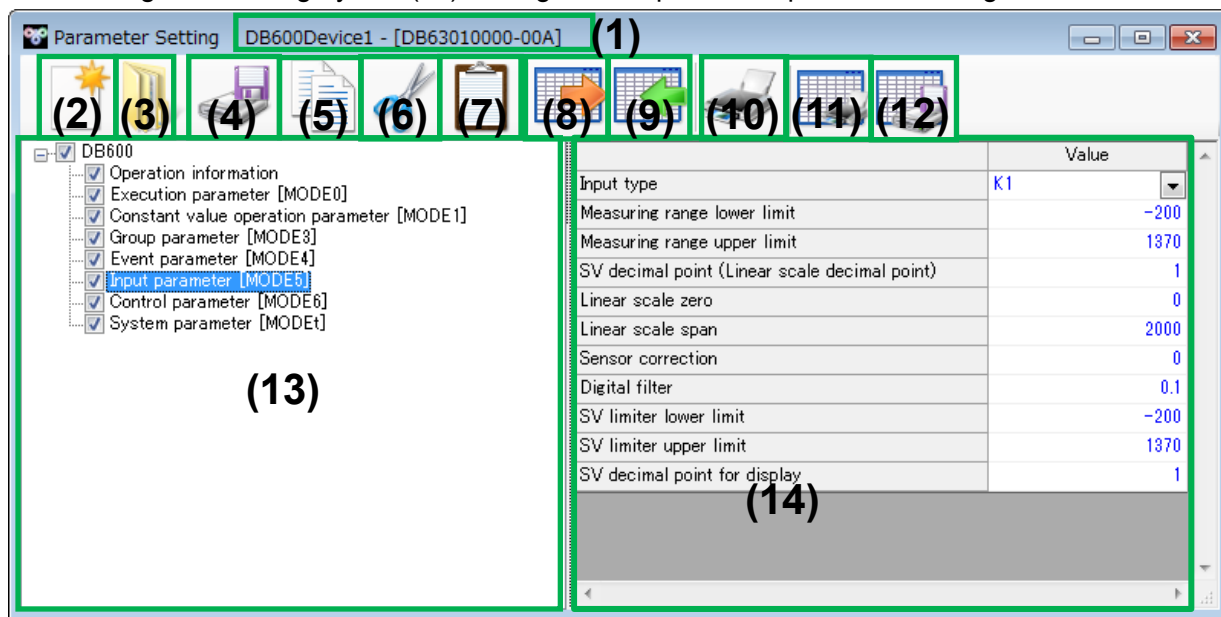 Parameter Setting DB600Device1 - [DB63010000-00A] (1)
(2) (3) (4) (5) (6) (7) (8) (9) (10) (11) (12)
DB600
Operation information
Execution parameter [MODE0]
Constant value operation parameter [MODE1]
Group parameter [MODE3]
Event parameter [MODE4]
Input parameter [MODE5]
Control parameter [MODE6]
System parameter [MODEt]
(13)
Value
Input type K1
Measuring range lower limit -200
Measuring range upper limit 1370
SV decimal point (Linear scale decimal point) 1
Linear scale zero 0
Linear scale span 2000
Sensor correction 0
Digital filter 0.1
SV limiter lower limit -200
SV limiter upper limit 1370
SV decimal point for display 1
(14)